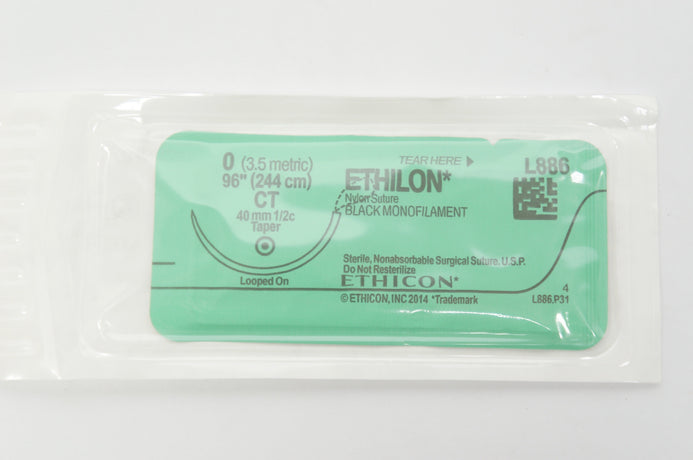 0 (3.5 metric)
96" (244 cm)
CT
40 mm 1/2c
Taper
Looped On
TEAR HERE
ETHILON*
Nylon Suture
BLACK MONOFILAMENT
L886
Sterile, Nonabsorbable Surgical Suture, U.S.P.
Do Not Resterilize
ETHICON*
© ETHICON, INC 2014 *Trademark
4
L886.P31